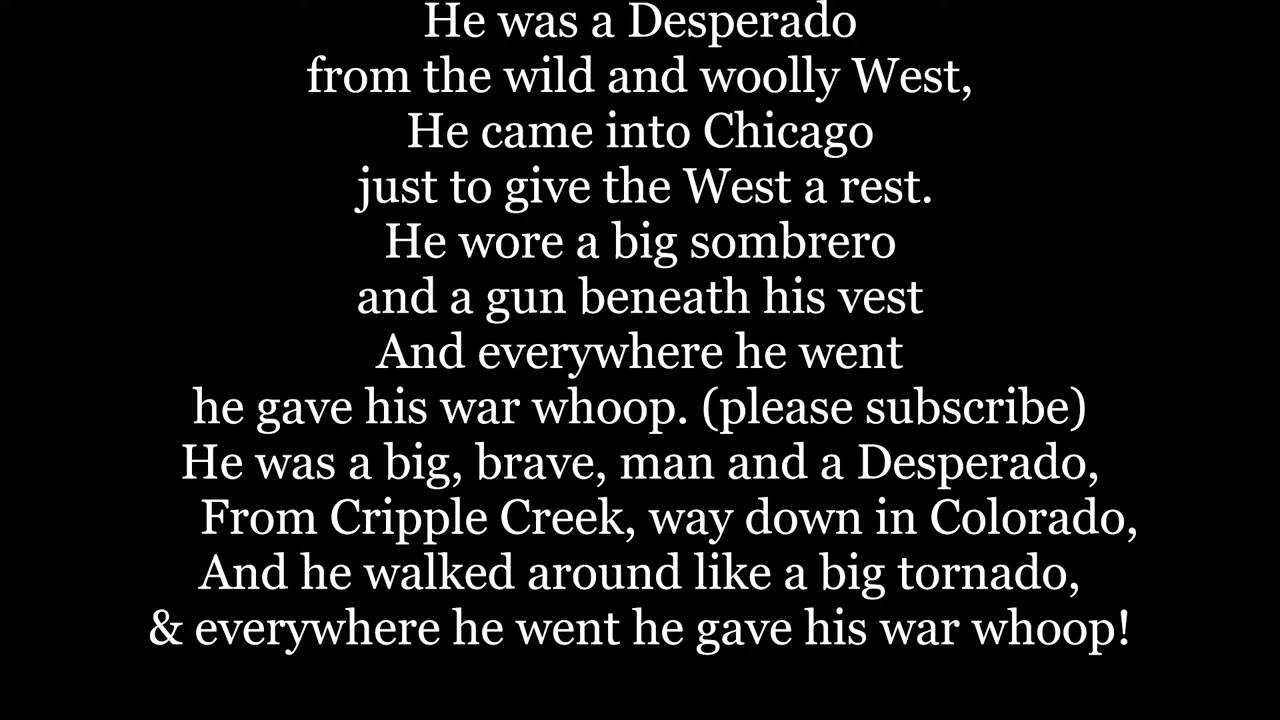 He was a Desperado
from the wild and woolly West,
He came into Chicago
just to give the West a rest.
He wore a big sombrero
and a gun beneath his vest
And everywhere he went
he gave his war whoop. (please subscribe)
He was a big, brave, man and a Desperado,
From Cripple Creek, way down in Colorado,
And he walked around like a big tornado,
& everywhere he went he gave his war whoop!